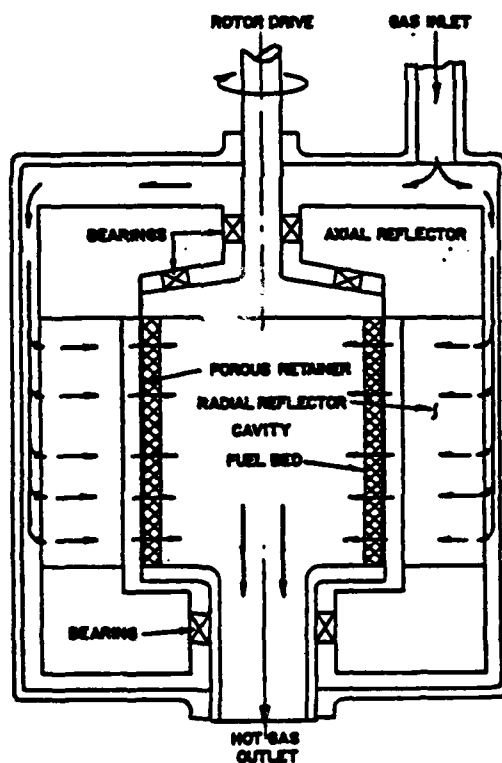 ROTOR DRIVE
GAS INLET
BEARINGS
AXIAL REFLECTOR
POROUS RETAINER
RADIAL REFLECTOR
CAVITY
FUEL BED
BEARING
HOT GAS
OUTLET